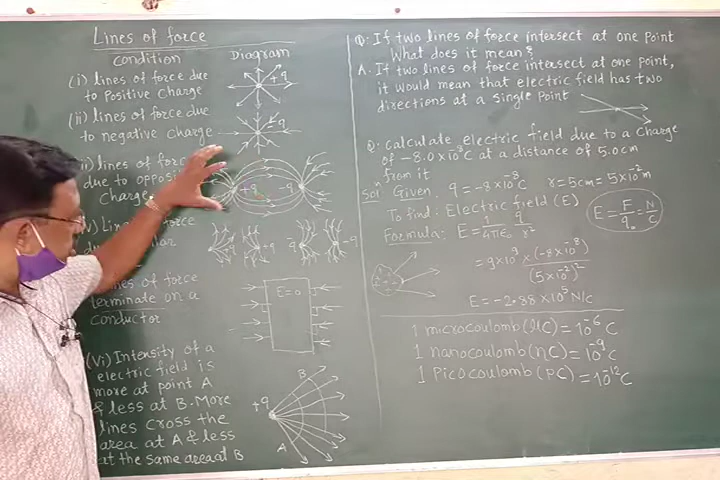 Lines of force
Condition Diagram
(i) lines of force due
to Positive Charge
+q
(ii) lines of force due
to negative charge
-q
lines of
due to
Charge
+q -q
force
+q -q -q
lines of force
terminate on a
conductor
E=0
(vi) Intensity of a
electric field is
more at point A
& less at B. More
lines cross the
area at A & less
at the same area at B
+q
B
A
Q: If two lines of force intersect at one point
What does it mean?
A. If two lines of force intersect at one point,
it would mean that electric field has two
directions at a single point
Q: calculate electric field due to a charge
of -8.0×10⁻⁸C at a distance of 5.0cm
from it
Solⁿ Given q = -8×10⁻⁸C r=5cm = 5×10⁻²m
To find: Electric field (E)
E = F/q₀ = N/C
Formula: E = 1/4πε₀ q/r²
= 9×10⁹ × (-8×10⁻⁸)/(5×10⁻²)²
E = -2.88×10⁵ N/C
1 microcoulomb (μC) = 10⁻⁶ C
1 nanocoulomb (nC) = 10⁻⁹ C
1 Picocoulomb (PC) = 10⁻¹² C